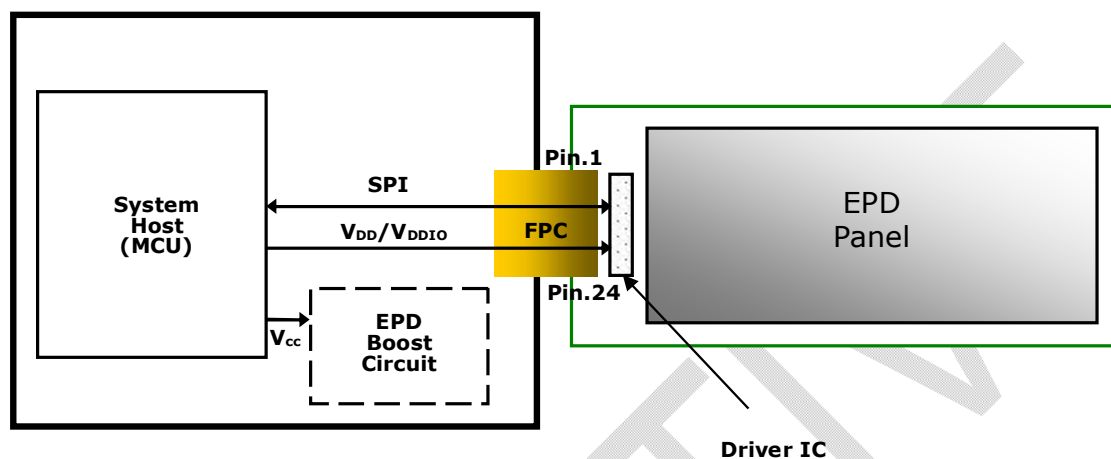 Pin.1
SPI
System
Host
(MCU)
VDD/VDDIO
FPC
EPD
Panel
Pin.24
VCC
EPD
Boost
Circuit
Driver IC